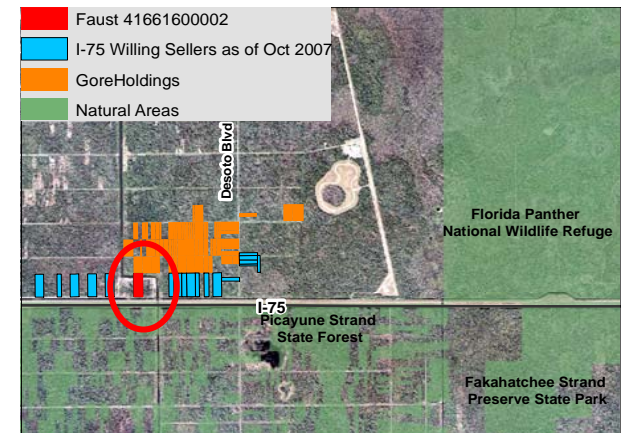 Faust 41661600002
I-75 Willing Sellers as of Oct 2007
GoreHoldings
Natural Areas
Desoto Blvd
Florida Panther
National Wildlife Refuge
I-75
Picayune Strand
State Forest
Fakahatchee Strand
Preserve State Park